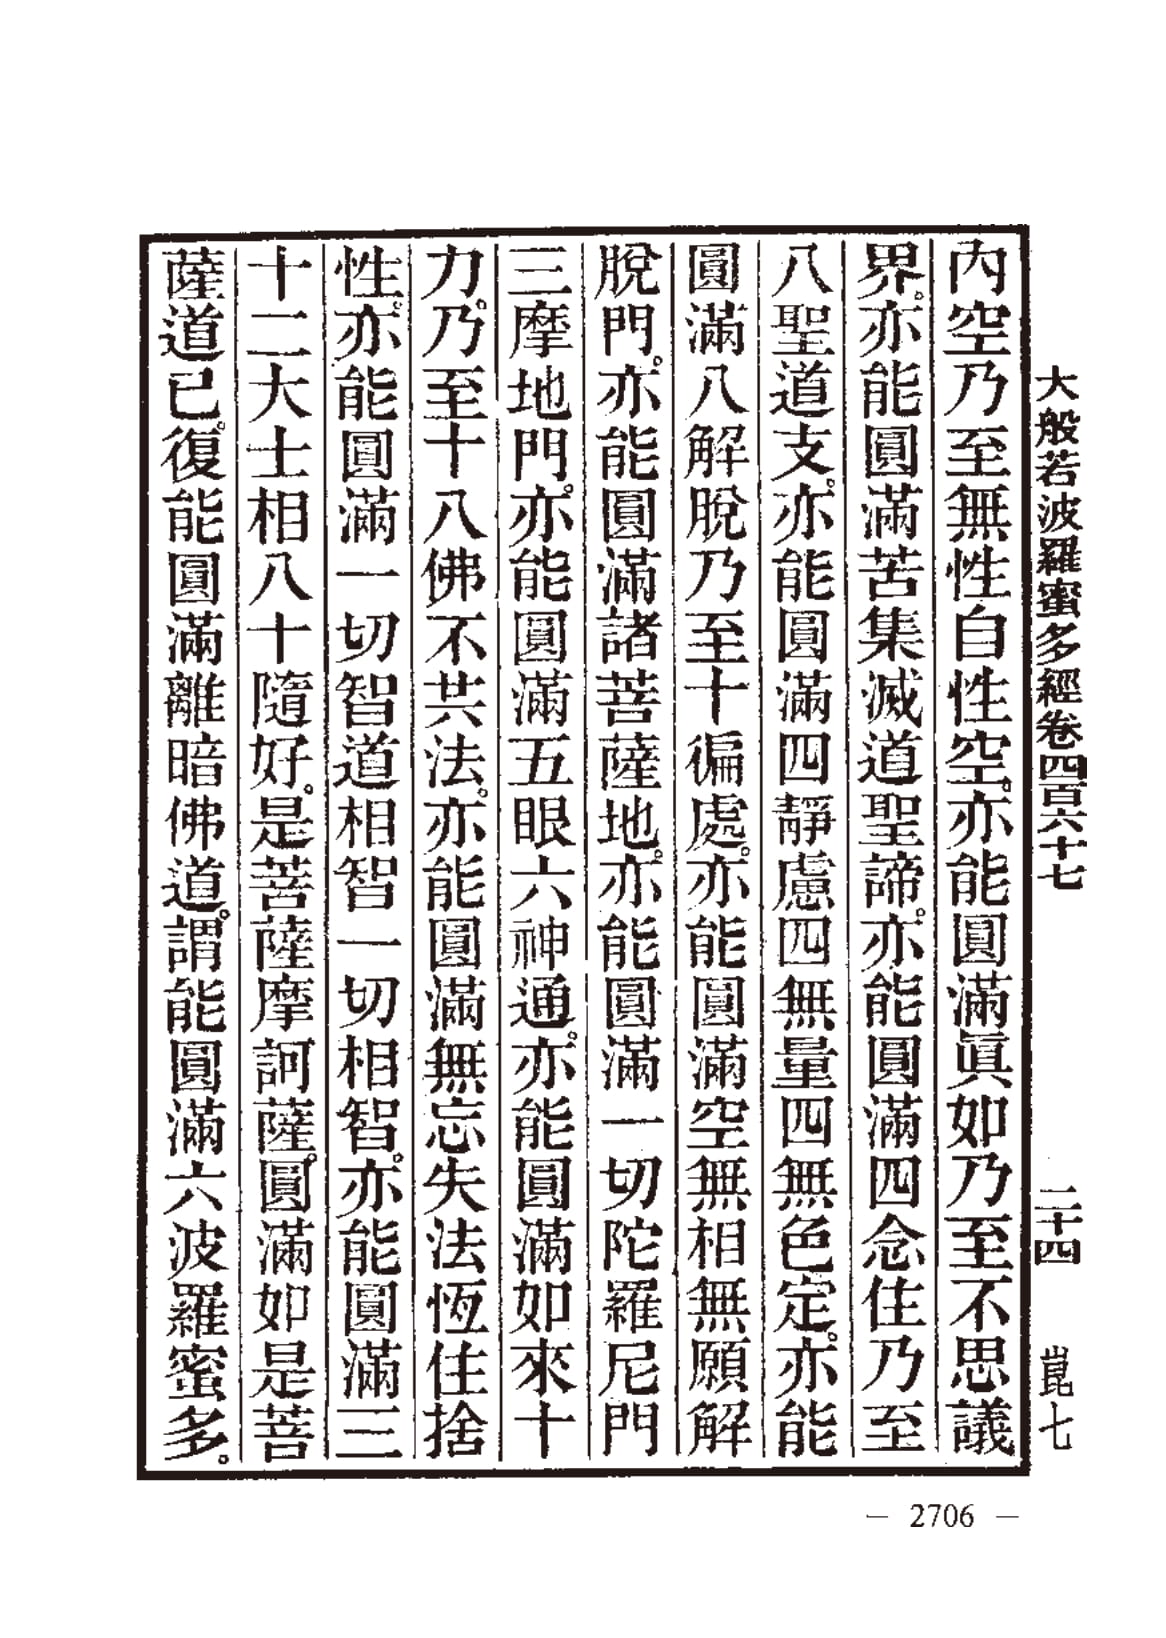 大般若波羅蜜多經卷四百六十七 二十四 崑七
內空乃至無性自性空。亦能圓滿眞如乃至不思議
界。亦能圓滿苦集滅道聖諦。亦能圓滿四念住乃至
八聖道支。亦能圓滿四靜慮四無量四無色定。亦能
圓滿八解脫乃至十徧處。亦能圓滿空無相無願解
脫門。亦能圓滿諸菩薩地。亦能圓滿一切陀羅尼門
三摩地門。亦能圓滿五眼六神通。亦能圓滿如來十
力。乃至十八佛不共法。亦能圓滿無忘失法恆住捨
性。亦能圓滿一切智道相智一切相智。亦能圓滿三
十二大士相八十隨好。是菩薩摩訶薩。圓滿如是菩
薩道已。復能圓滿離暗佛道。謂能圓滿六波羅蜜多。
— 2706 —